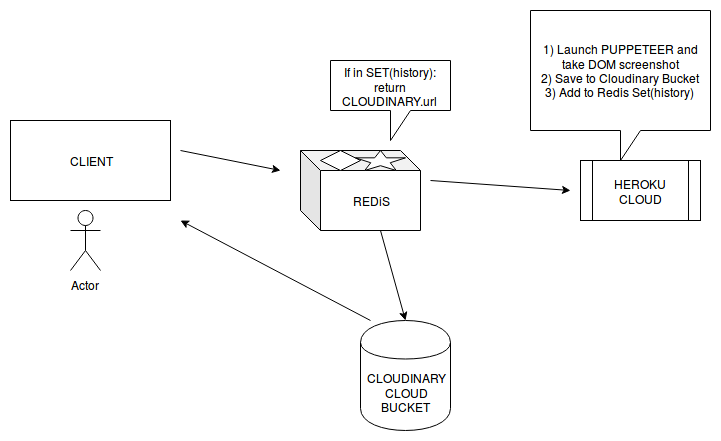 1) Launch PUPPETEER and
take DOM screenshot
2) Save to Cloudinary Bucket
3) Add to Redis Set(history)
If in SET(history):
return
CLOUDINARY.url
CLIENT
HEROKU
CLOUD
REDiS
Actor
CLOUDINARY
CLOUD
BUCKET